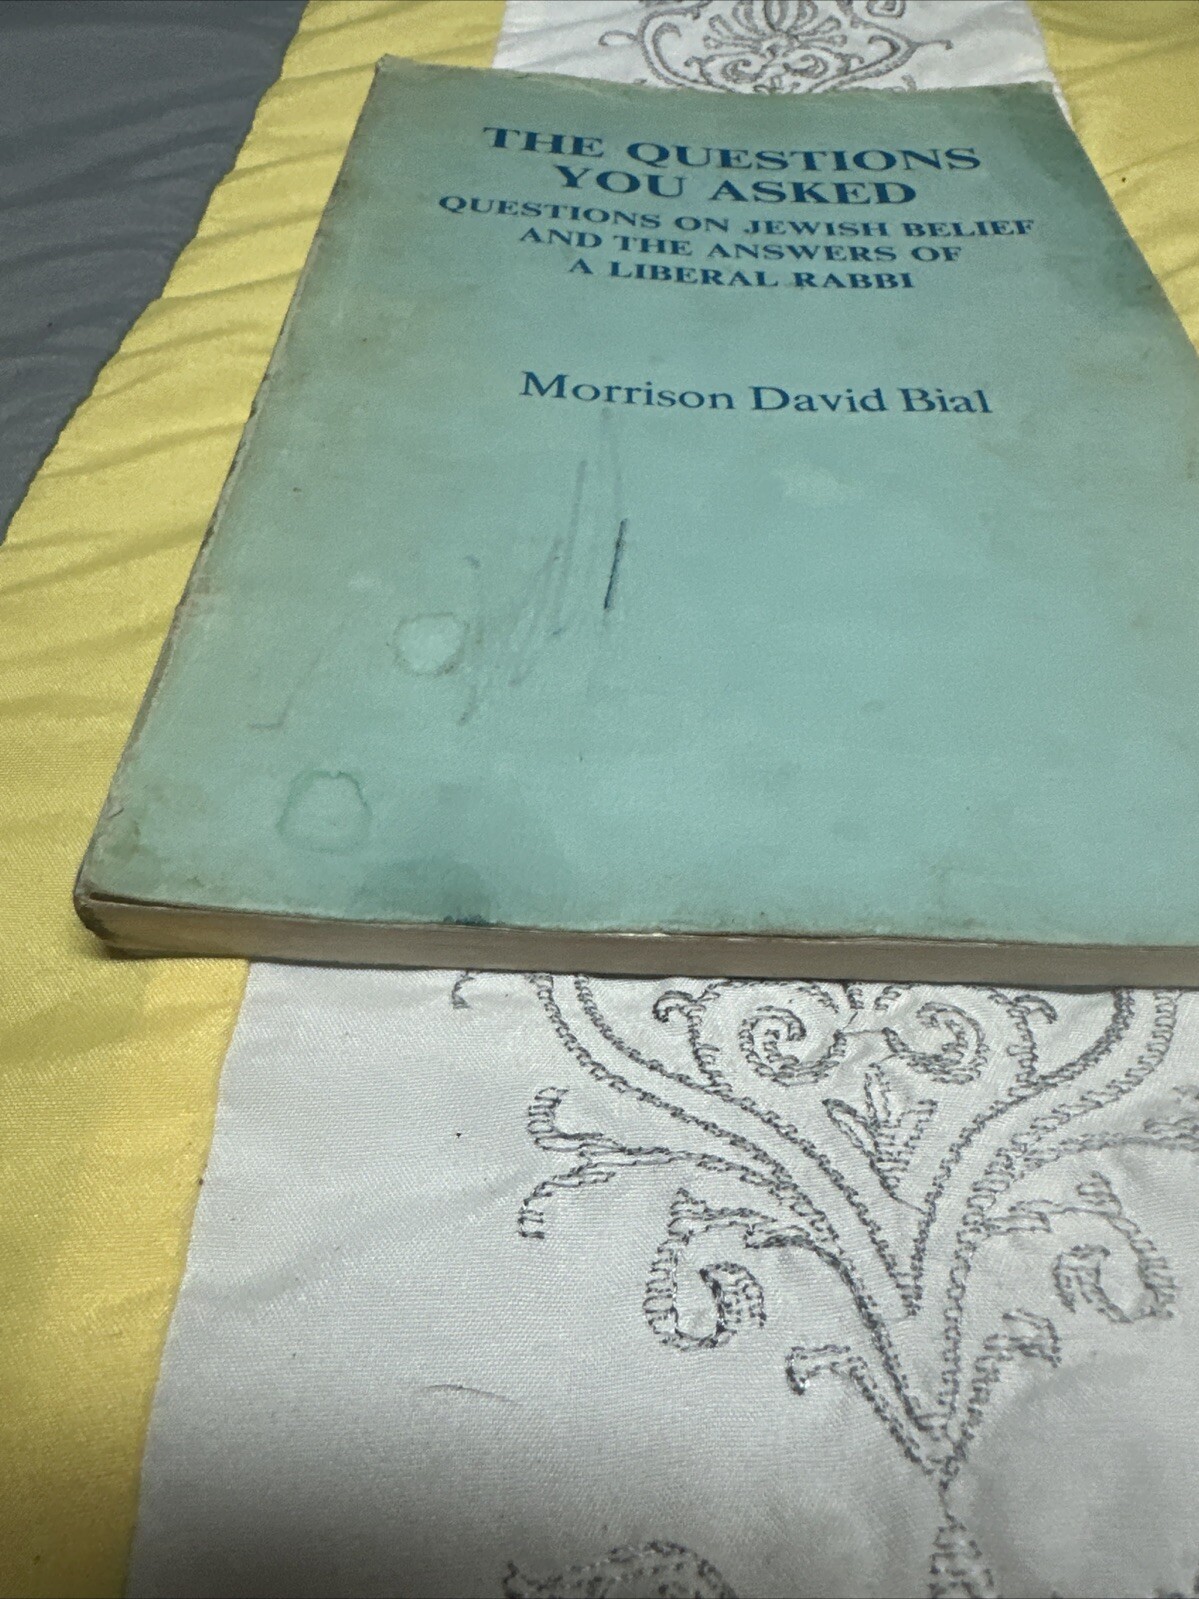 THE QUESTIONS
YOU ASKED
QUESTIONS ON JEWISH BELIEF
AND THE ANSWERS OF
A LIBERAL RABBI
Morrison David Bial